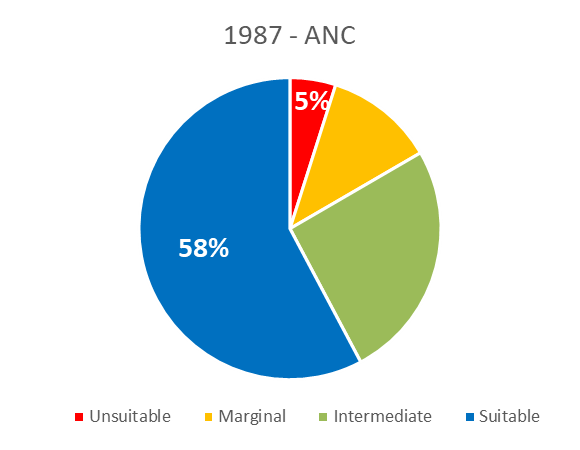 1987 - ANC
5%
58%
Unsuitable Marginal Intermediate Suitable